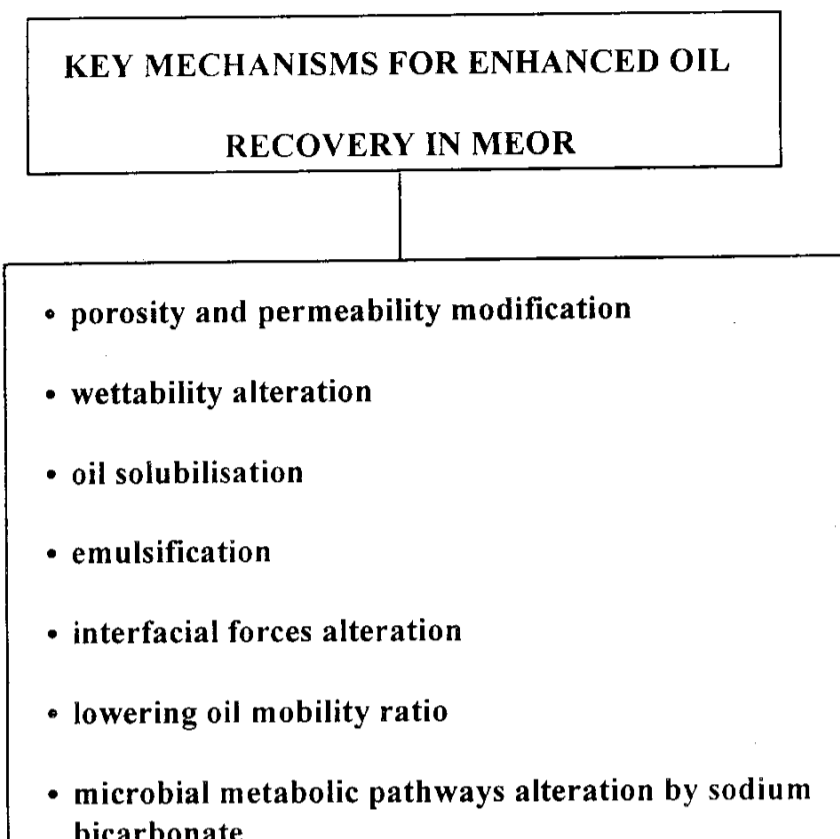 KEY MECHANISMS FOR ENHANCED OIL
RECOVERY IN MEOR
• porosity and permeability modification
• wettability alteration
• oil solubilisation
• emulsification
• interfacial forces alteration
• lowering oil mobility ratio
• microbial metabolic pathways alteration by sodium
bicarbonate